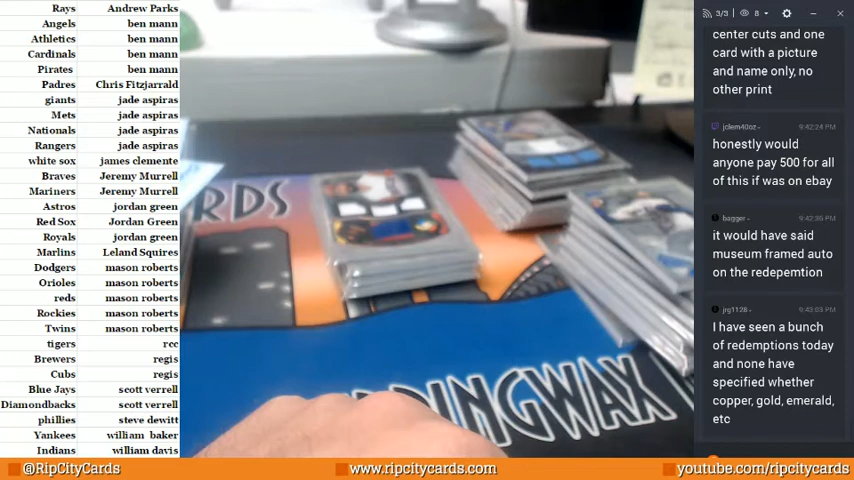 Rays Andrew Parks
Angels ben mann
Athletics ben mann
Cardinals ben mann
Pirates ben mann
Padres Chris Fitzjarrald
giants jade aspiras
Mets jade aspiras
Nationals jade aspiras
Rangers jade aspiras
white sox james clemente
Braves Jeremy Murrell
Mariners Jeremy Murrell
Astros jordan green
Red Sox Jordan Green
Royals jordan green
Marlins Leland Squires
Dodgers mason roberts
Orioles mason roberts
reds mason roberts
Rockies mason roberts
Twins mason roberts
tigers rcc
Brewers regis
Cubs regis
Blue Jays scott verrell
Diamondbacks scott verrell
phillies steve dewitt
Yankees william baker
Indians william davis
RDS
DINGWAX
3/3 8
center cuts and one
card with a picture
and name only, no
other print
jclem40oz 9:42:24 PM
honestly would
anyone pay 500 for all
of this if was on ebay
bagger 9:42:35 PM
it would have said
museum framed auto
on the redepemtion
jrg1128 9:43:03 PM
I have seen a bunch
of redemptions today
and none have
specified whether
copper, gold, emerald,
etc
@RipCityCards
www.ripcitycards.com
youtube.com/ripcitycards